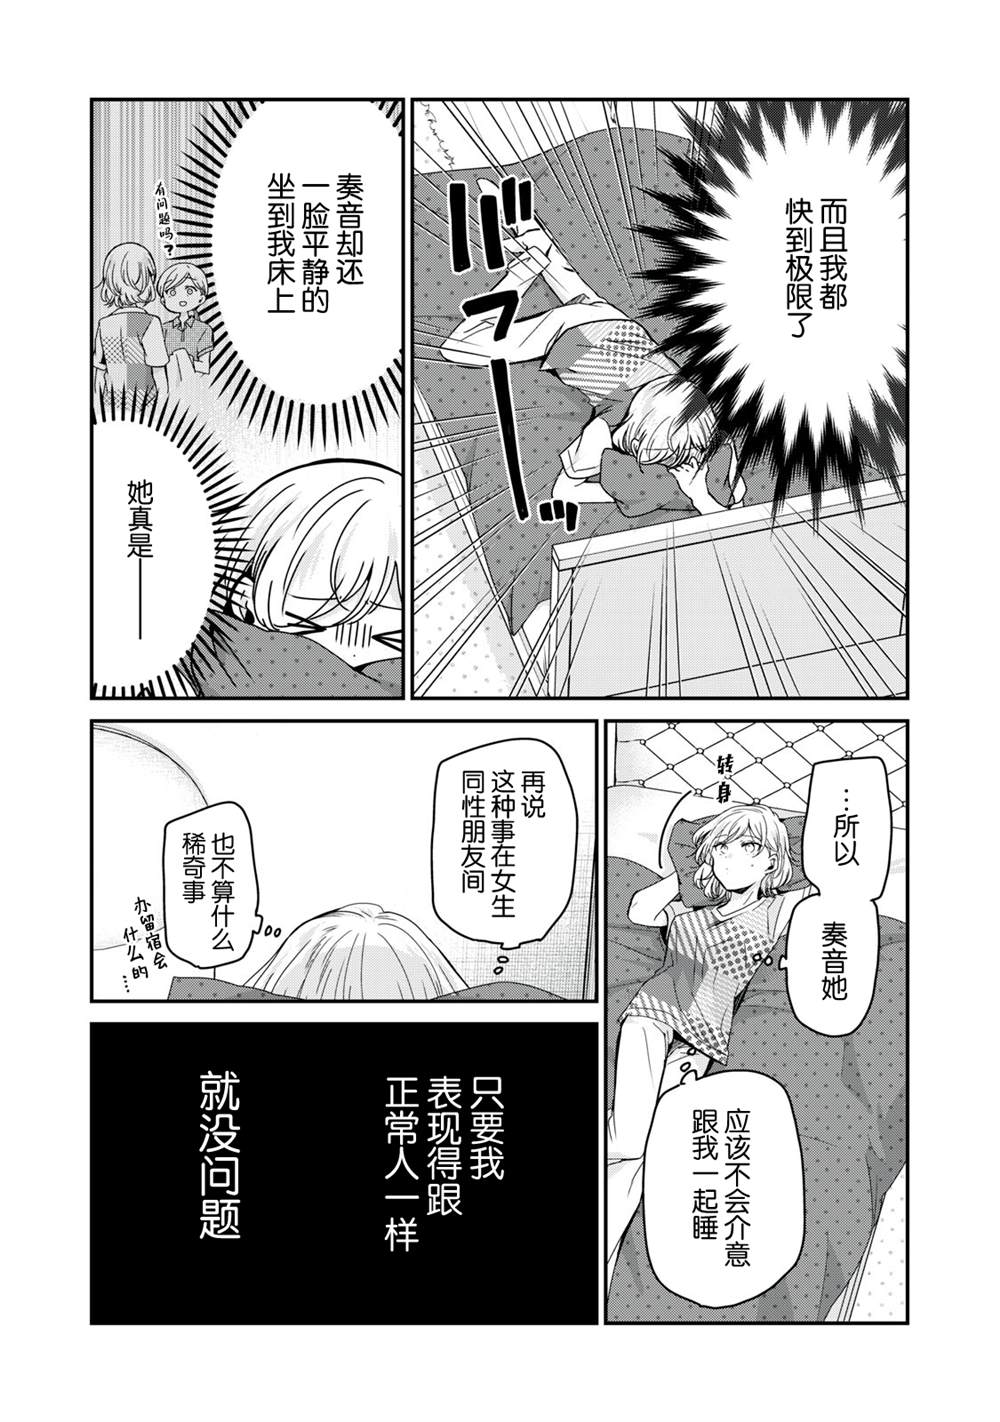 而且我都
快到极限
了
奏音却还
一脸平静的
坐到我床上
有问题吗？
她真是——
…所以
转身
奏音她
应该不会介意
跟我一起睡
再说
这种事在女生
同性朋友间
也不算什么
稀奇事
办留宿会
什么的…
只要我
表现得跟
正常人一样
就没问题